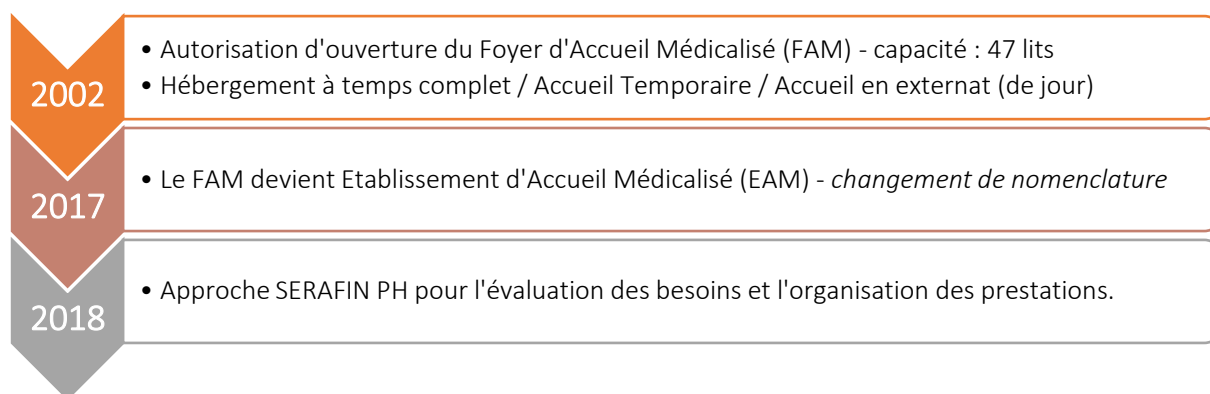 2002
• Autorisation d'ouverture du Foyer d'Accueil Médicalisé (FAM) - capacité : 47 lits
• Hébergement à temps complet / Accueil Temporaire / Accueil en externat (de jour)
2017
• Le FAM devient Etablissement d'Accueil Médicalisé (EAM) - changement de nomenclature
2018
• Approche SERAFIN PH pour l'évaluation des besoins et l'organisation des prestations.